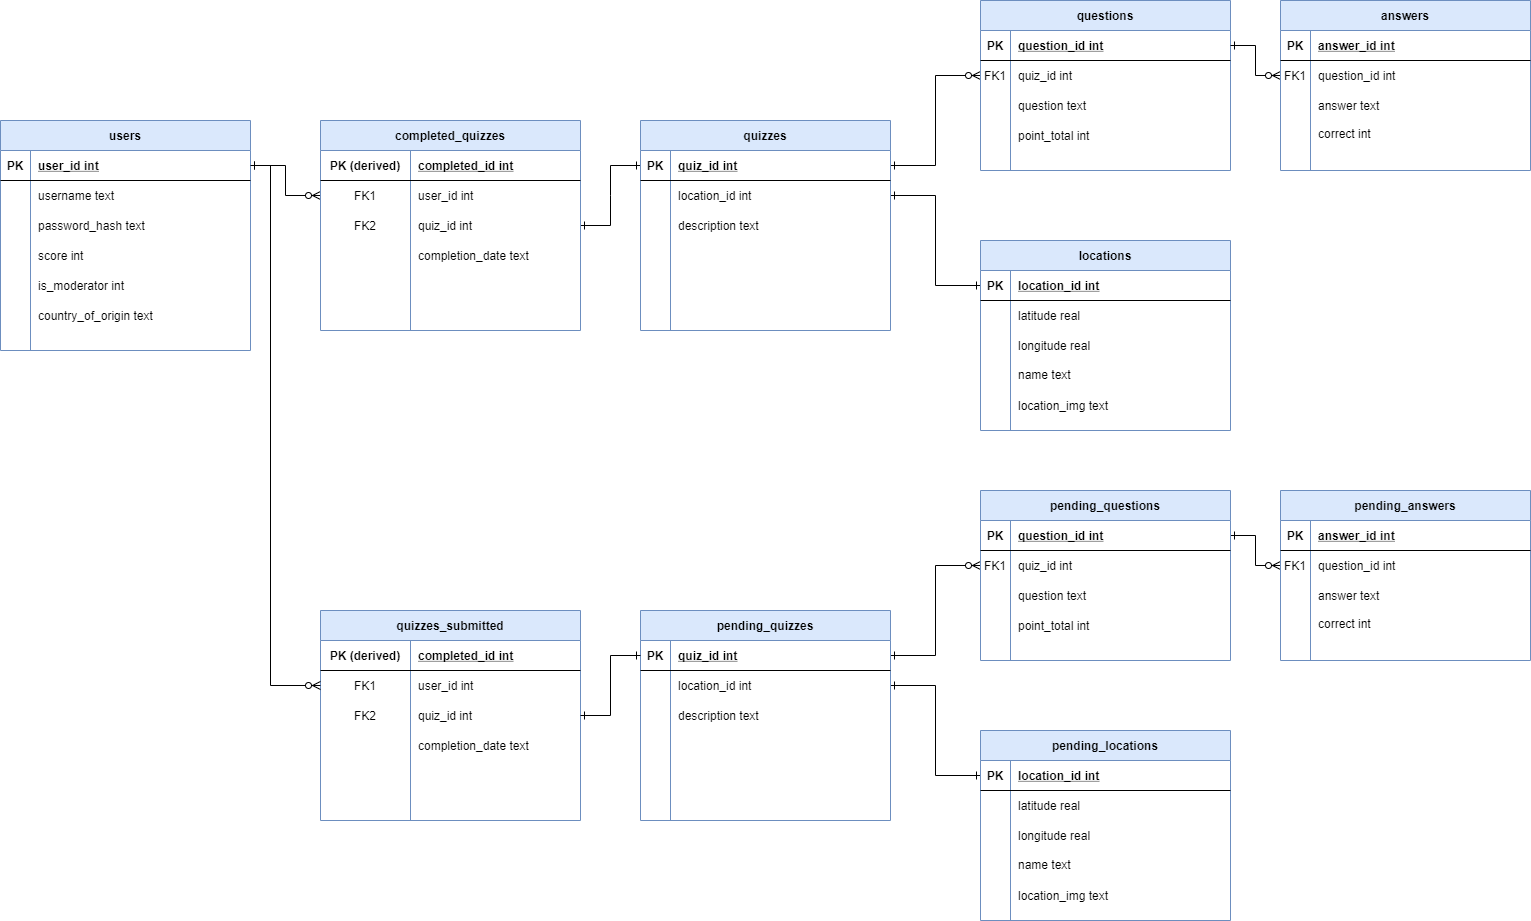 users
PK user_id int
username text
password_hash text
score int
is_moderator int
country_of_origin text
completed_quizzes
PK (derived) completed_id int
FK1 user_id int
FK2 quiz_id int
completion_date text
quizzes
PK quiz_id int
location_id int
description text
questions
PK question_id int
FK1 quiz_id int
question text
point_total int
answers
PK answer_id int
FK1 question_id int
answer text
correct int
locations
PK location_id int
latitude real
longitude real
name text
location_img text
quizzes_submitted
PK (derived) completed_id int
FK1 user_id int
FK2 quiz_id int
completion_date text
pending_quizzes
PK quiz_id int
location_id int
description text
pending_questions
PK question_id int
FK1 quiz_id int
question text
point_total int
pending_answers
PK answer_id int
FK1 question_id int
answer text
correct int
pending_locations
PK location_id int
latitude real
longitude real
name text
location_img text